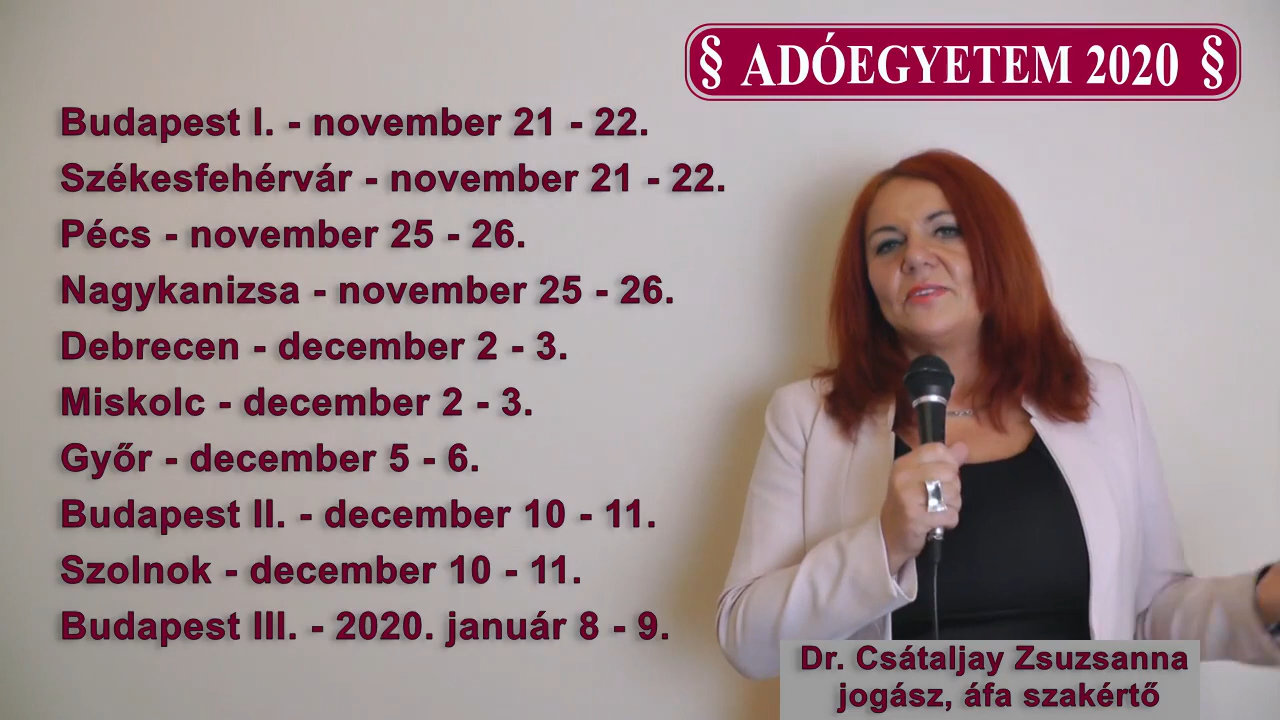 § ADÓEGYETEM 2020 §
Budapest I. - november 21 - 22.
Székesfehérvár - november 21 - 22.
Pécs - november 25 - 26.
Nagykanizsa - november 25 - 26.
Debrecen - december 2 - 3.
Miskolc - december 2 - 3.
Győr - december 5 - 6.
Budapest II. - december 10 - 11.
Szolnok - december 10 - 11.
Budapest III. - 2020. január 8 - 9.
Dr. Csátaljay Zsuzsanna
jogász, áfa szakértő